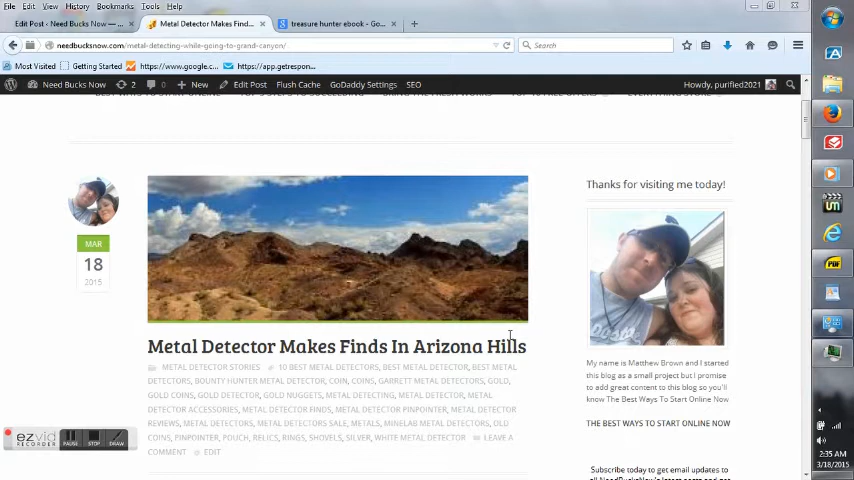 File Edit View History Bookmarks Tools Help
Edit Post - Need Bucks Now — ... × Metal Detector Makes Find... × treasure hunter ebook - Go... × +
needbucksnow.com/metal-detecting-while-going-to-grand-canyon/ Search
Most Visited Getting Started https://www.google.c... https://app.getrespon...
Need Bucks Now 2 0 + New Edit Post Flush Cache GoDaddy Settings SEO Howdy, purified2021
Thanks for visiting me today!
MAR
18
2015
Metal Detector Makes Finds In Arizona Hills
METAL DETECTOR STORIES 10 BEST METAL DETECTORS, BEST METAL DETECTOR, BEST METAL
DETECTORS, BOUNTY HUNTER METAL DETECTOR, COIN, COINS, GARRETT METAL DETECTORS, GOLD,
GOLD COINS, GOLD DETECTOR, GOLD NUGGETS, METAL DETECTING, METAL DETECTOR, METAL
DETECTOR ACCESSORIES, METAL DETECTOR FINDS, METAL DETECTOR PINPOINTER, METAL DETECTOR
REVIEWS, METAL DETECTORS, METAL DETECTORS SALE, METALS, MINELAB METAL DETECTORS, OLD
COINS, PINPOINTER, POUCH, RELICS, RINGS, SHOVELS, SILVER, WHITE METAL DETECTOR LEAVE A
COMMENT EDIT
My name is Matthew Brown and I started
this blog as a small project but I promise
to add great content to this blog so you'll
know The Best Ways To Start Online Now
THE BEST WAYS TO START ONLINE NOW
Subscribe today to get email updates to
ezvid
RECORDER
PAUSE STOP DRAW
PDF
2:35 AM
3/18/2015